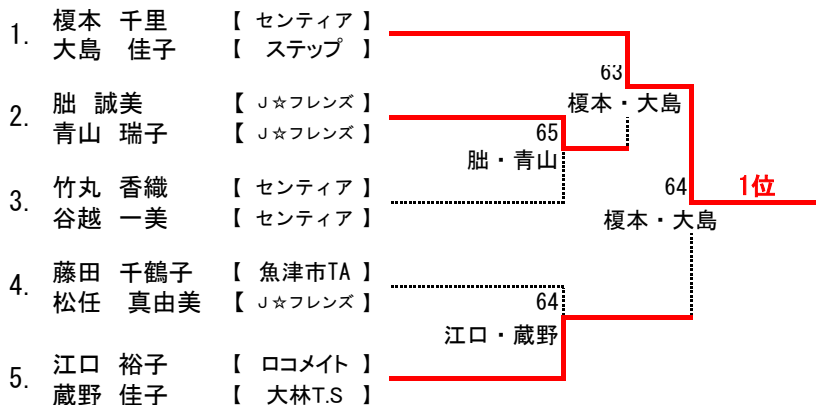 1. 榎本 千里 【 センティア 】
大島 佳子 【 ステップ 】
63
榎本・大島
2. 朏 誠美 【 J☆フレンズ 】
青山 瑞子 【 J☆フレンズ 】
65
朏・青山
3. 竹丸 香織 【 センティア 】
谷越 一美 【 センティア 】
64
榎本・大島
1位
4. 藤田 千鶴子 【 魚津市TA 】
松任 真由美 【 J☆フレンズ 】
64
江口・蔵野
5. 江口 裕子 【 ロコメイト 】
蔵野 佳子 【 大林T.S 】